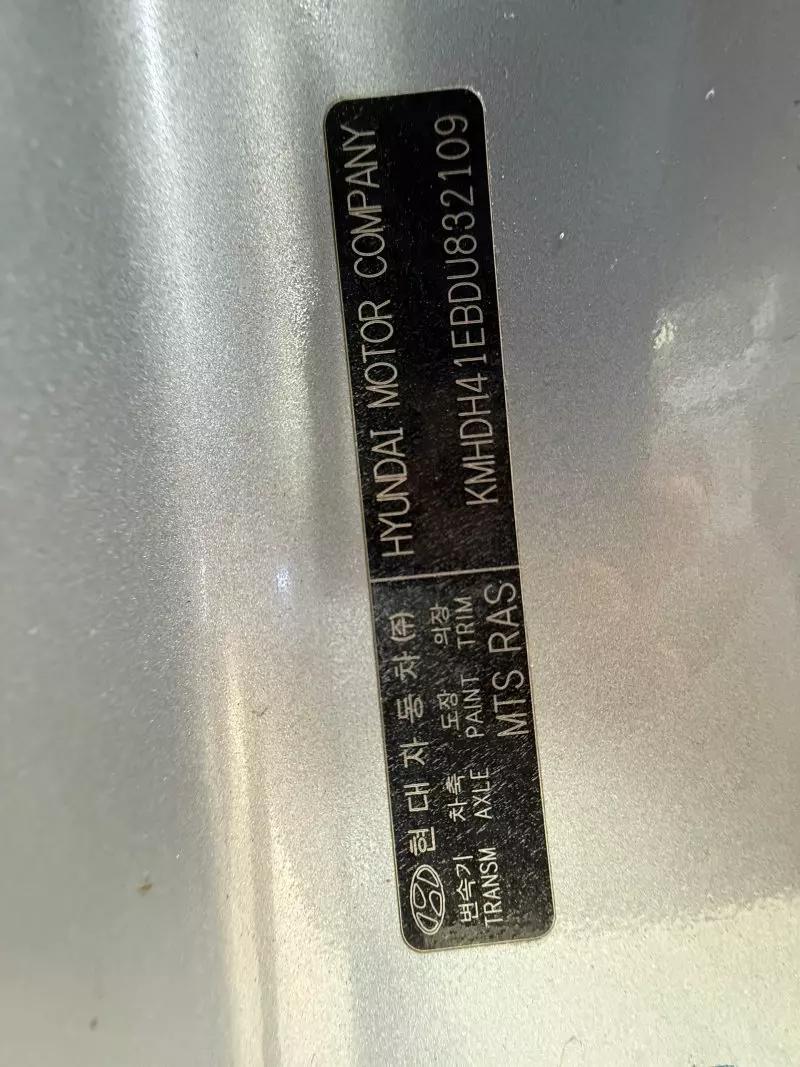 현대자동차(주) HYUNDAI MOTOR COMPANY
변속기 차축 도장 의장
TRANSM AXLE PAINT TRIM KMHDH41EBDU832109
MTS RAS